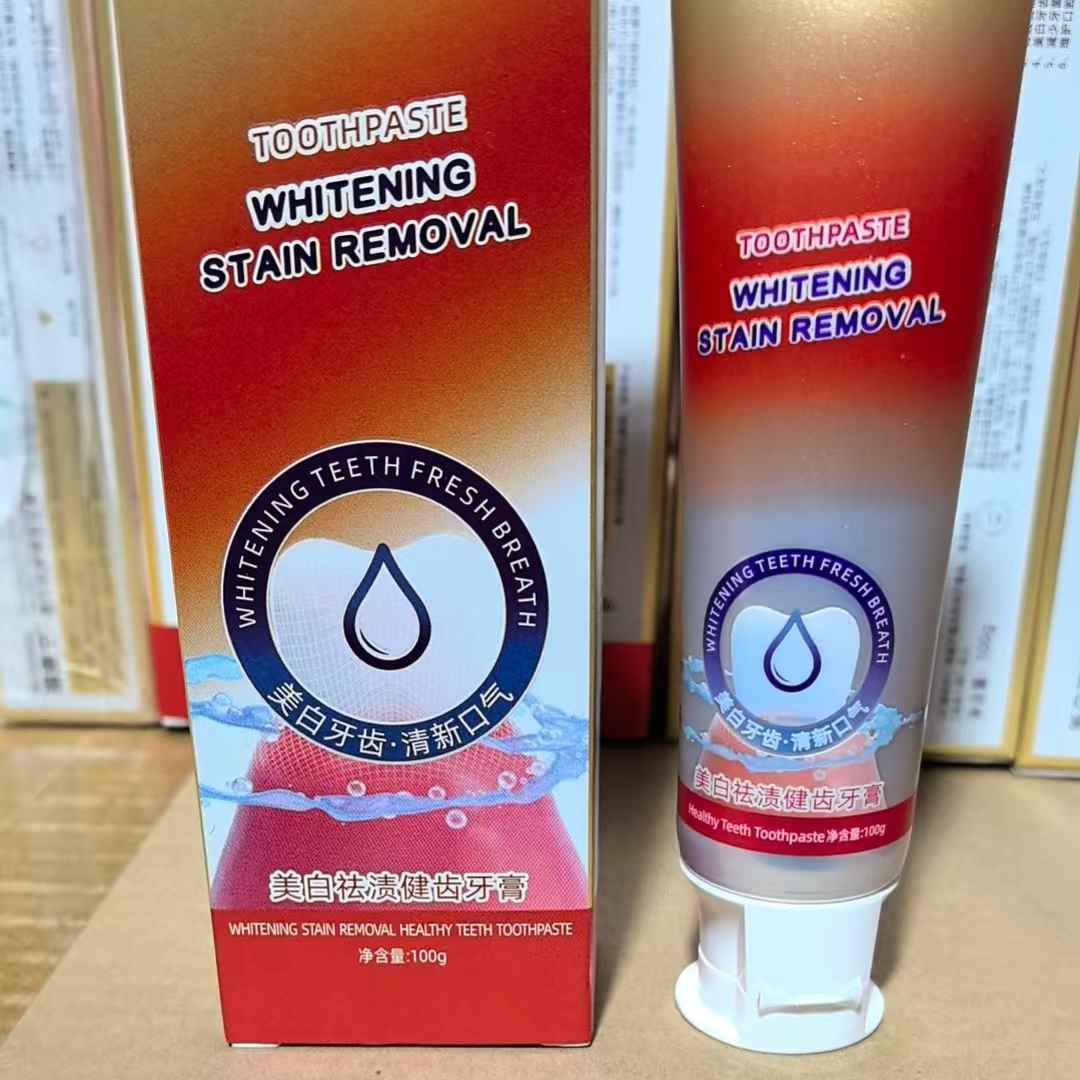 TOOTHPASTE
WHITENING
STAIN REMOVAL
WHITENING TEETH FRESH BREATH
美白牙齿·清新口气
美白祛渍健齿牙膏
WHITENING STAIN REMOVAL HEALTHY TEETH TOOTHPASTE
净含量:100g
TOOTHPASTE
WHITENING
STAIN REMOVAL
WHITENING TEETH FRESH BREATH
美白牙齿·清新口气
美白祛渍健齿牙膏
Healthy Teeth Toothpaste 净含量:100g